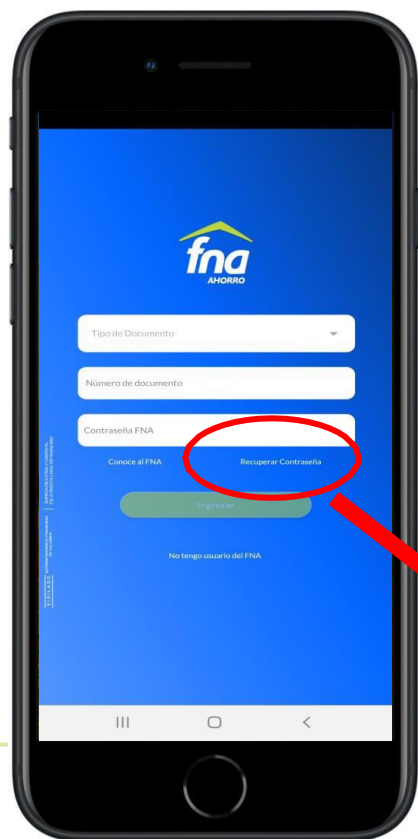 fna
AHORRO
Tipo de Documento
Número de documento
Contraseña FNA
Conoce al FNA
Recuperar Contraseña
Ingresar
No tengo usuario del FNA
VIGILADO